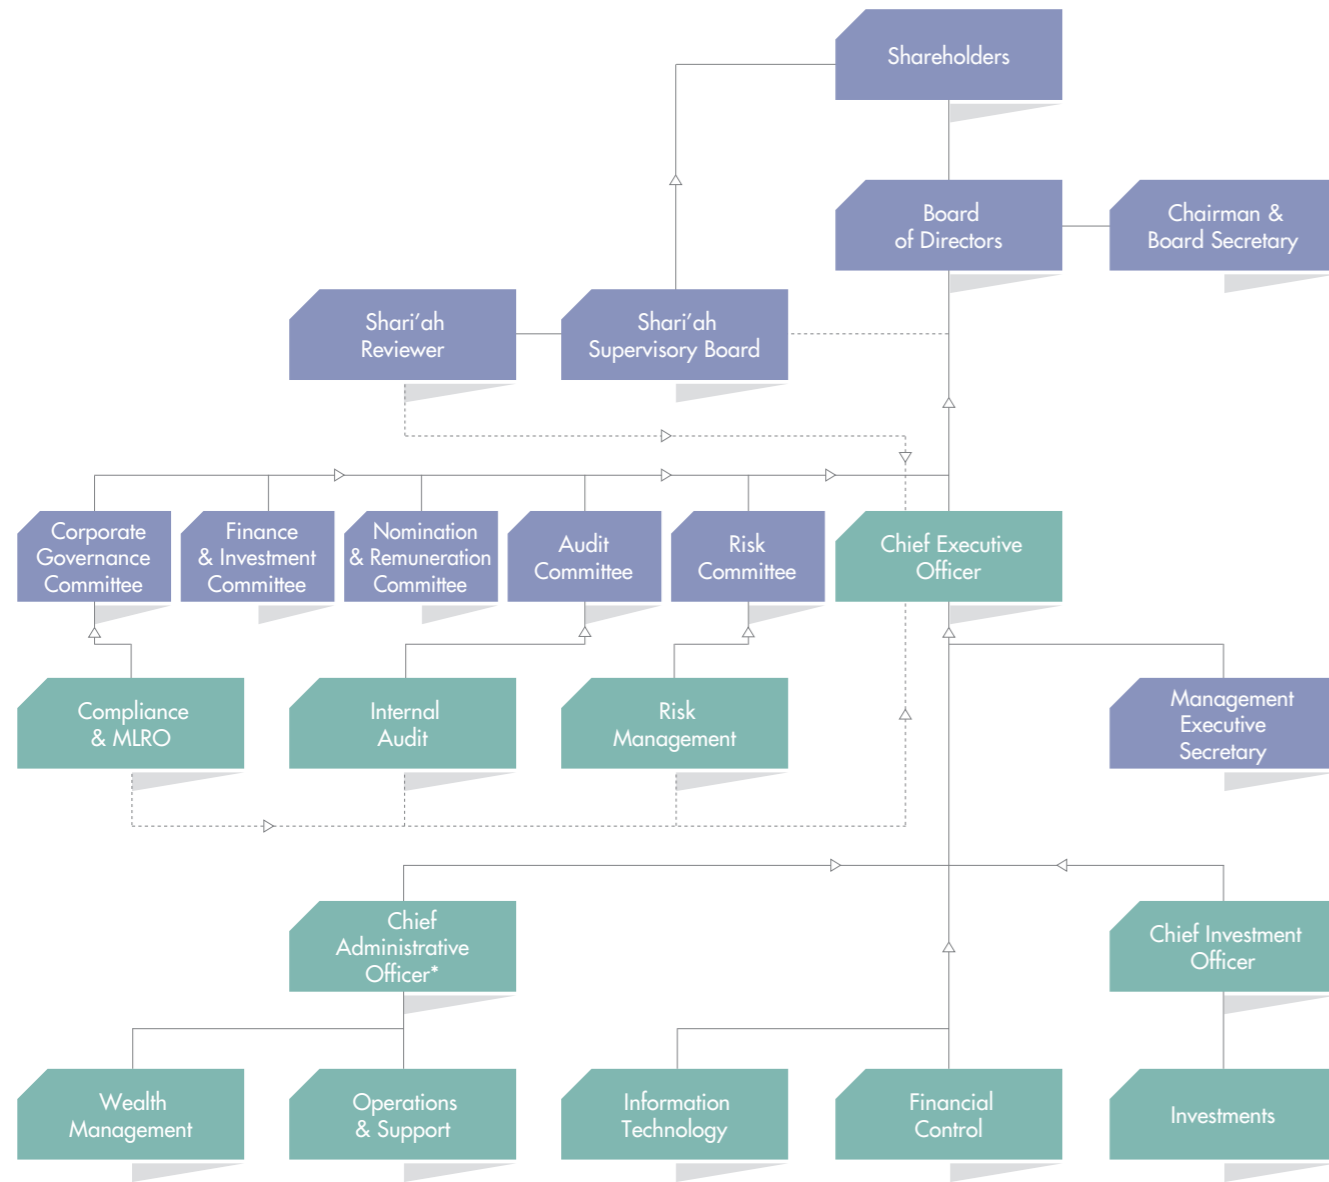 Shareholders
Board
of Directors
Chairman &
Board Secretary
Shari’ah
Reviewer
Shari’ah
Supervisory Board
Corporate
Governance
Committee
Finance
& Investment
Committee
Nomination
& Remuneration
Committee
Audit
Committee
Risk
Committee
Chief Executive
Officer
Compliance
& MLRO
Internal
Audit
Risk
Management
Management
Executive
Secretary
Chief
Administrative
Officer*
Chief Investment
Officer
Wealth
Management
Operations
& Support
Information
Technology
Financial
Control
Investments